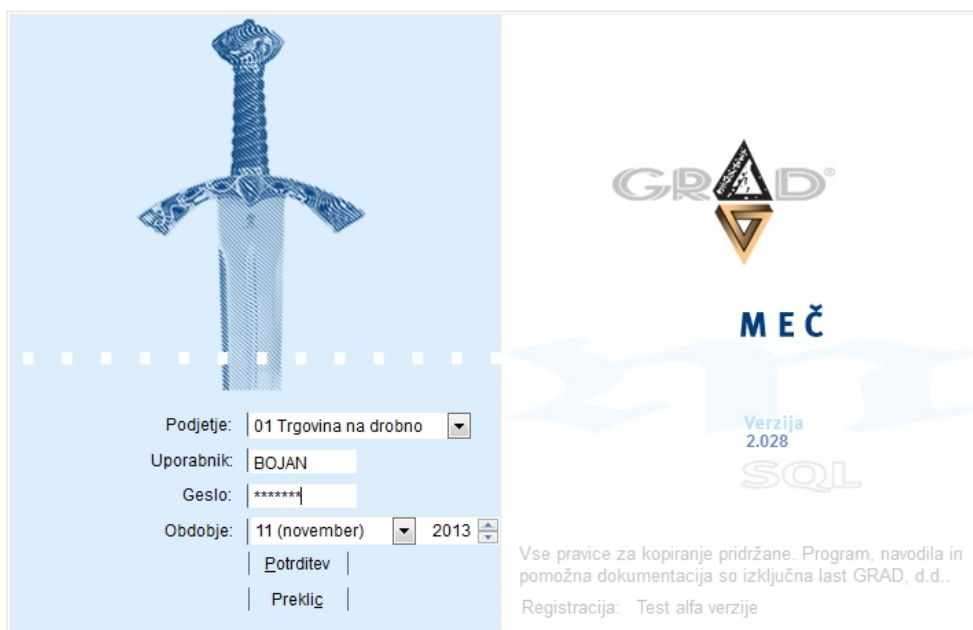 Podjetje: 01 Trgovina na drobno
Uporabnik: BOJAN
Geslo: *******
Obdobje: 11 (november) 2013
Potrditev
Preklic
GRAD®
MEČ
Verzija
2.028
SQL
Vse pravice za kopiranje pridržane. Program, navodila in
pomožna dokumentacija so izključna last GRAD, d.d..
Registracija: Test alfa verzije